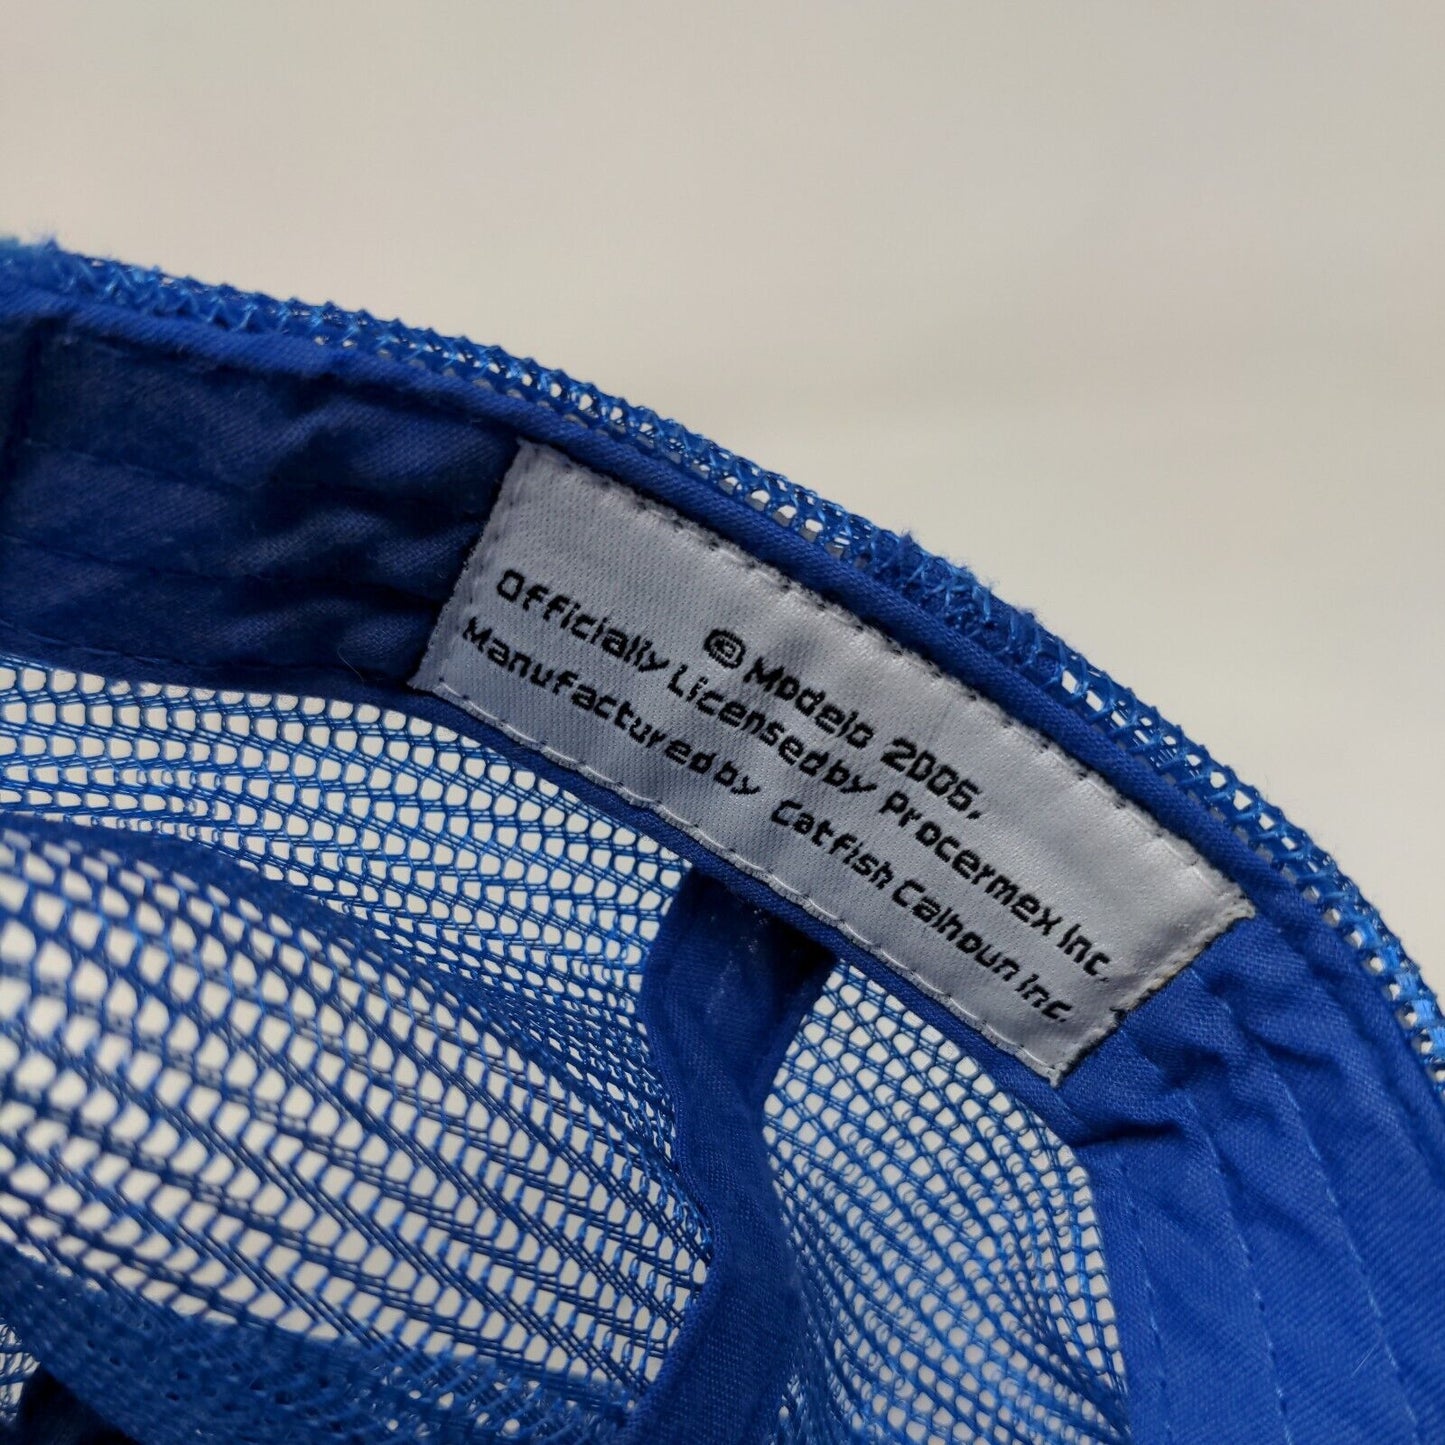 © Modelo 2005,
Officially Licensed by Procermex Inc.
Manufactured by Catfish Calhoun Inc.